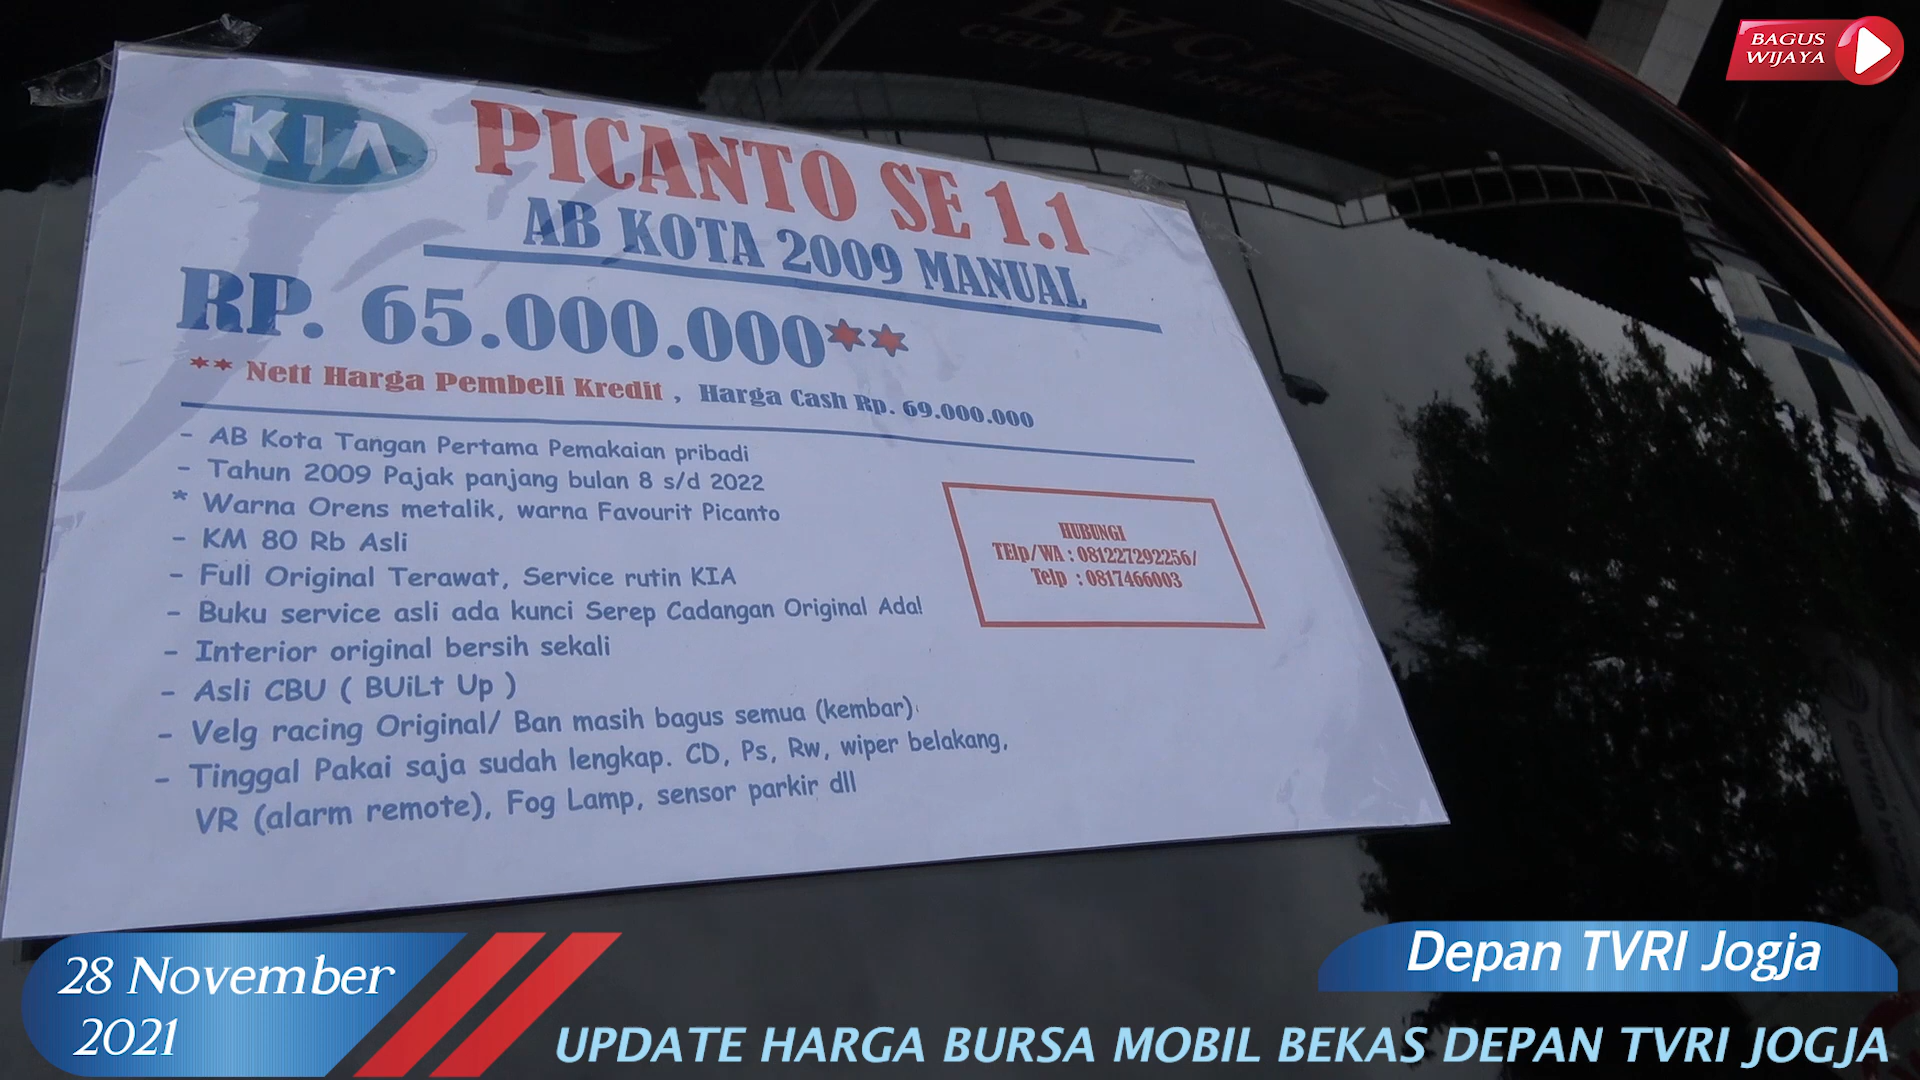 BAGUS
WIJAYA
KIA
PICANTO SE 1.1
AB KOTA 2009 MANUAL
RP. 65.000.000**
** Nett Harga Pembeli Kredit , Harga Cash Rp. 69.000.000
- AB Kota Tangan Pertama Pemakaian pribadi
- Tahun 2009 Pajak panjang bulan 8 s/d 2022
* Warna Orens metalik, warna Favourit Picanto
- KM 80 Rb Asli
- Full Original Terawat, Service rutin KIA
- Buku service asli ada kunci Serep Cadangan Original Ada!
- Interior original bersih sekali
- Asli CBU ( BUiLt Up )
- Velg racing Original/ Ban masih bagus semua (kembar)
- Tinggal Pakai saja sudah lengkap. CD, Ps, Rw, wiper belakang,
VR (alarm remote), Fog Lamp, sensor parkir dll
HUBUNGI
TElp/WA : 081227292256/
Telp : 0817466003
Depan TVRI Jogja
28 November
2021
UPDATE HARGA BURSA MOBIL BEKAS DEPAN TVRI JOGJA